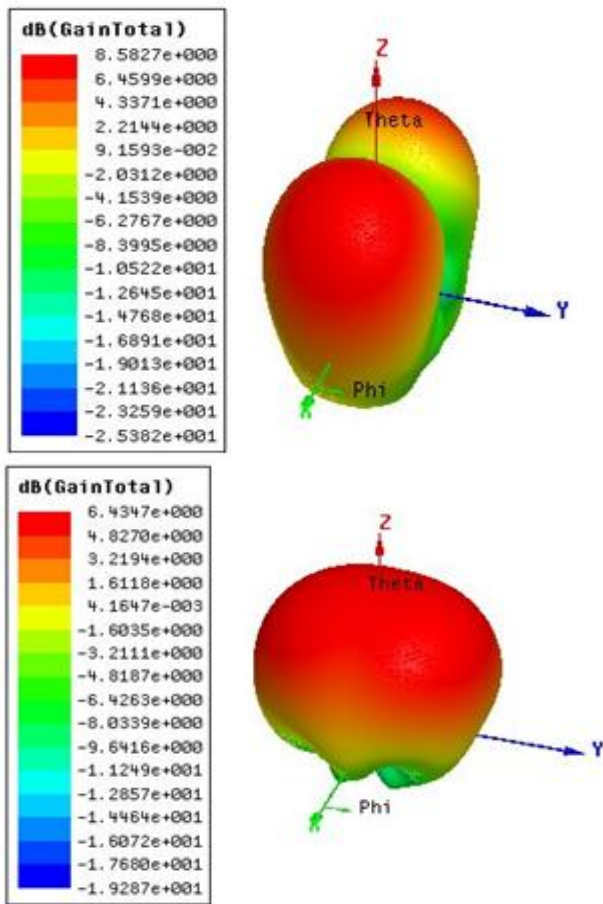 dB(GainTotal)
8.5827e+000
6.4599e+000
4.3371e+000
2.2144e+000
9.1593e-002
-2.0312e+000
-4.1539e+000
-6.2767e+000
-8.3995e+000
-1.0522e+001
-1.2645e+001
-1.4768e+001
-1.6891e+001
-1.9013e+001
-2.1136e+001
-2.3259e+001
-2.5382e+001
Z
Theta
Y
Phi
X
dB(GainTotal)
6.4347e+000
4.8270e+000
3.2194e+000
1.6118e+000
4.1647e-003
-1.6035e+000
-3.2111e+000
-4.8187e+000
-6.4263e+000
-8.0339e+000
-9.6416e+000
-1.1249e+001
-1.2857e+001
-1.4464e+001
-1.6072e+001
-1.7680e+001
-1.9287e+001
Z
Theta
Y
Phi
X